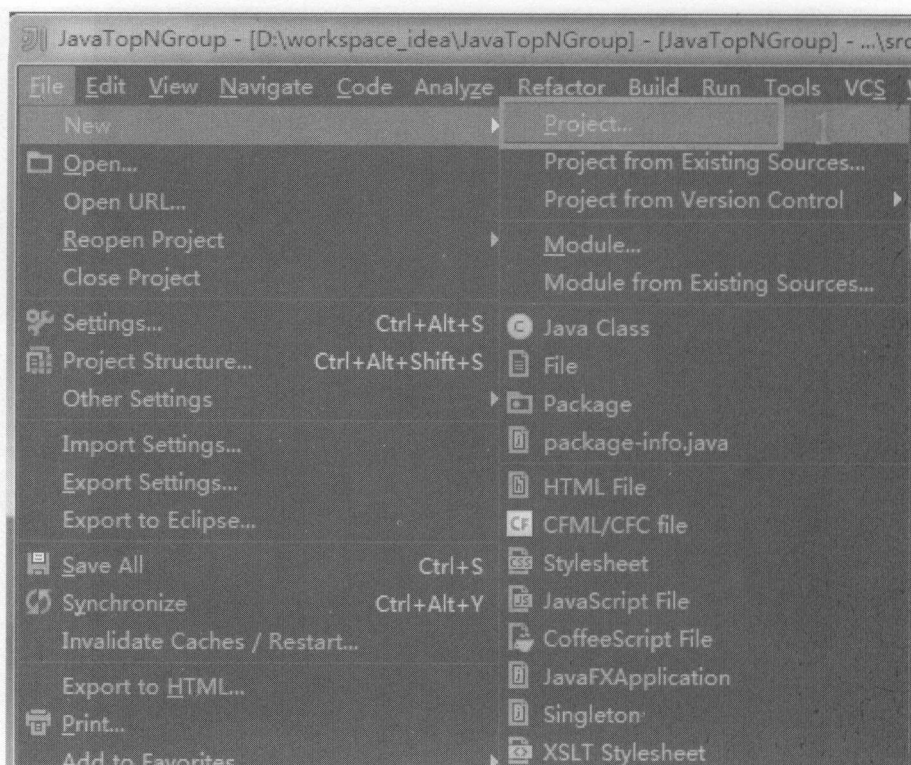 JavaTopNGroup - [D:\workspace_idea\JavaTopNGroup] - [JavaTopNGroup] - ...\src
File Edit View Navigate Code Analyze Refactor Build Run Tools VCS
New
Open...
Open URL...
Reopen Project
Close Project
Settings... Ctrl+Alt+S
Project Structure... Ctrl+Alt+Shift+S
Other Settings
Import Settings...
Export Settings...
Export to Eclipse...
Save All Ctrl+S
Synchronize Ctrl+Alt+Y
Invalidate Caches / Restart...
Export to HTML...
Print...
Add to Favorites
Project... 1
Project from Existing Sources...
Project from Version Control
Module...
Module from Existing Sources...
Java Class
File
Package
package-info.java
HTML File
CFML/CFC file
Stylesheet
JavaScript File
CoffeeScript File
JavaFXApplication
Singleton
XSLT Stylesheet